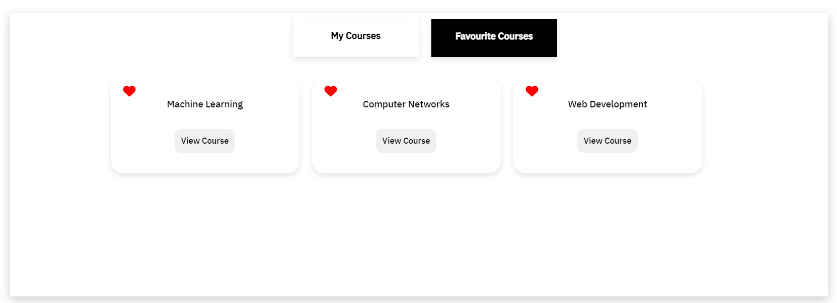 My Courses
Favourite Courses
Machine Learning
Computer Networks
Web Development
View Course
View Course
View Course